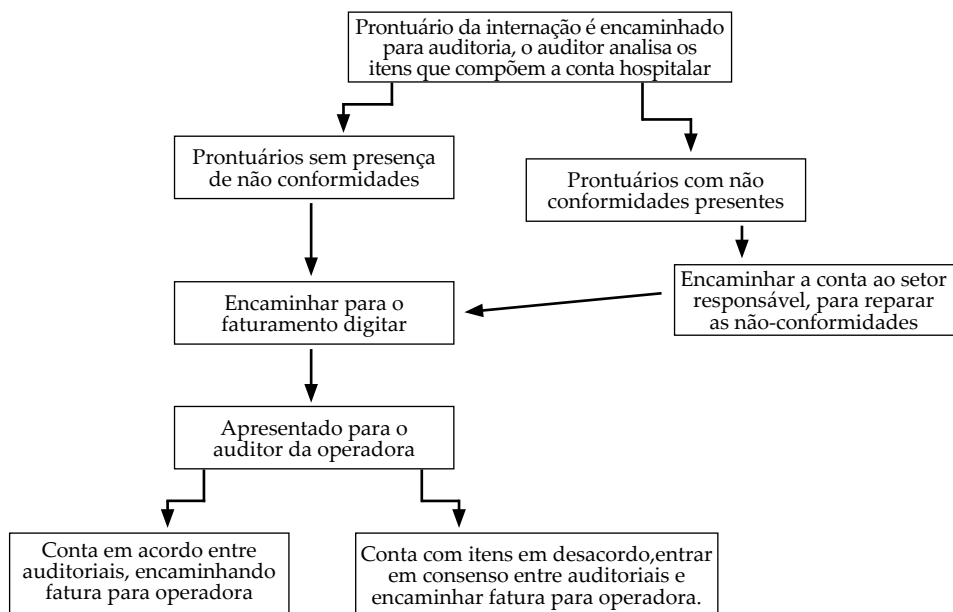 Prontuário da internação é encaminhado
para auditoria, o auditor analisa os
itens que compõem a conta hospitalar
Prontuários sem presença
de não conformidades
Prontuários com não
conformidades presentes
Encaminhar para o
faturamento digitar
Encaminhar a conta ao setor
responsável, para reparar
as não-conformidades
Apresentado para o
auditor da operadora
Conta em acordo entre
auditoriais, encaminhando
fatura para operadora
Conta com itens em desacordo,entrar
em consenso entre auditoriais e
encaminhar fatura para operadora.